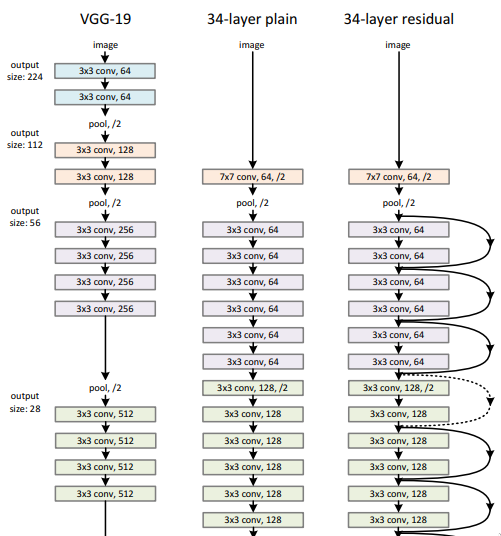 VGG-19
34-layer plain
34-layer residual
image
image
image
output
size: 224
3x3 conv, 64
3x3 conv, 64
pool, /2
output
size: 112
3x3 conv, 128
3x3 conv, 128
7x7 conv, 64, /2
7x7 conv, 64, /2
pool, /2
pool, /2
pool, /2
output
size: 56
3x3 conv, 256
3x3 conv, 64
3x3 conv, 64
3x3 conv, 256
3x3 conv, 64
3x3 conv, 64
3x3 conv, 256
3x3 conv, 64
3x3 conv, 64
3x3 conv, 256
3x3 conv, 64
3x3 conv, 64
3x3 conv, 64
3x3 conv, 64
3x3 conv, 64
3x3 conv, 64
pool, /2
3x3 conv, 128, /2
3x3 conv, 128, /2
output
size: 28
3x3 conv, 512
3x3 conv, 128
3x3 conv, 128
3x3 conv, 512
3x3 conv, 128
3x3 conv, 128
3x3 conv, 512
3x3 conv, 128
3x3 conv, 128
3x3 conv, 512
3x3 conv, 128
3x3 conv, 128
3x3 conv, 128
3x3 conv, 128